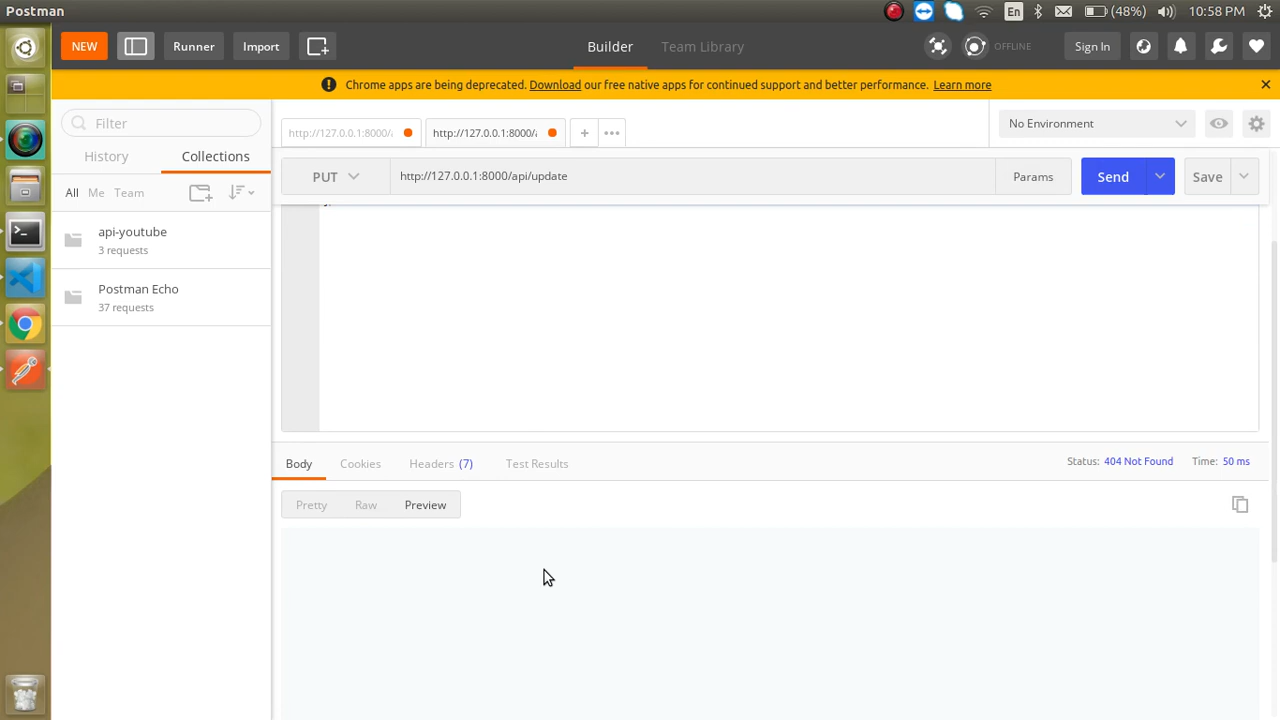 Postman
En
(48%)
10:58 PM
NEW
Runner
Import
Builder
Team Library
OFFLINE
Sign In
Chrome apps are being deprecated. Download our free native apps for continued support and better performance. Learn more
Filter
http://127.0.0.1:8000/
http://127.0.0.1:8000/
No Environment
History
Collections
PUT
http://127.0.0.1:8000/api/update
Params
Send
Save
All Me Team
api-youtube
3 requests
Postman Echo
37 requests
Body
Cookies
Headers (7)
Test Results
Status: 404 Not Found
Time: 50 ms
Pretty
Raw
Preview